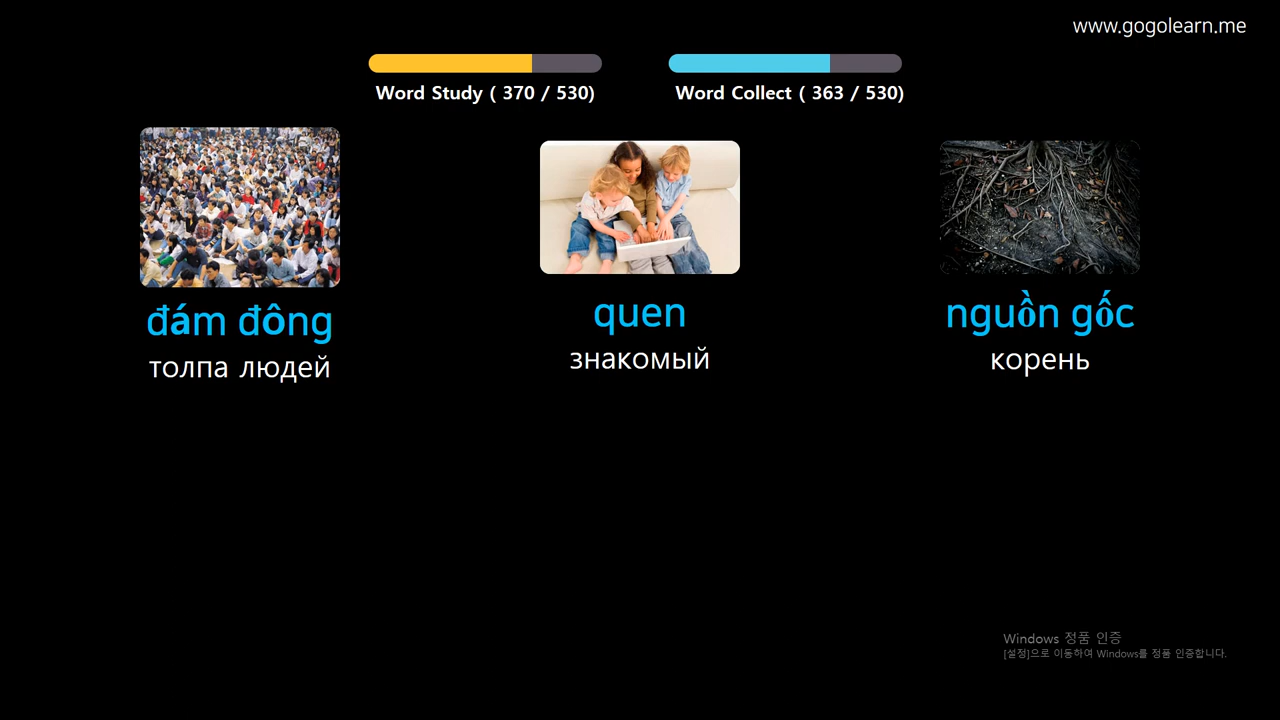 www.gogolearn.me
Word Study ( 370 / 530)
Word Collect ( 363 / 530)
đám đông
толпа людей
quen
знакомый
nguồn gốc
корень
Windows 정품 인증
[설정]으로 이동하여 Windows를 정품 인증합니다.